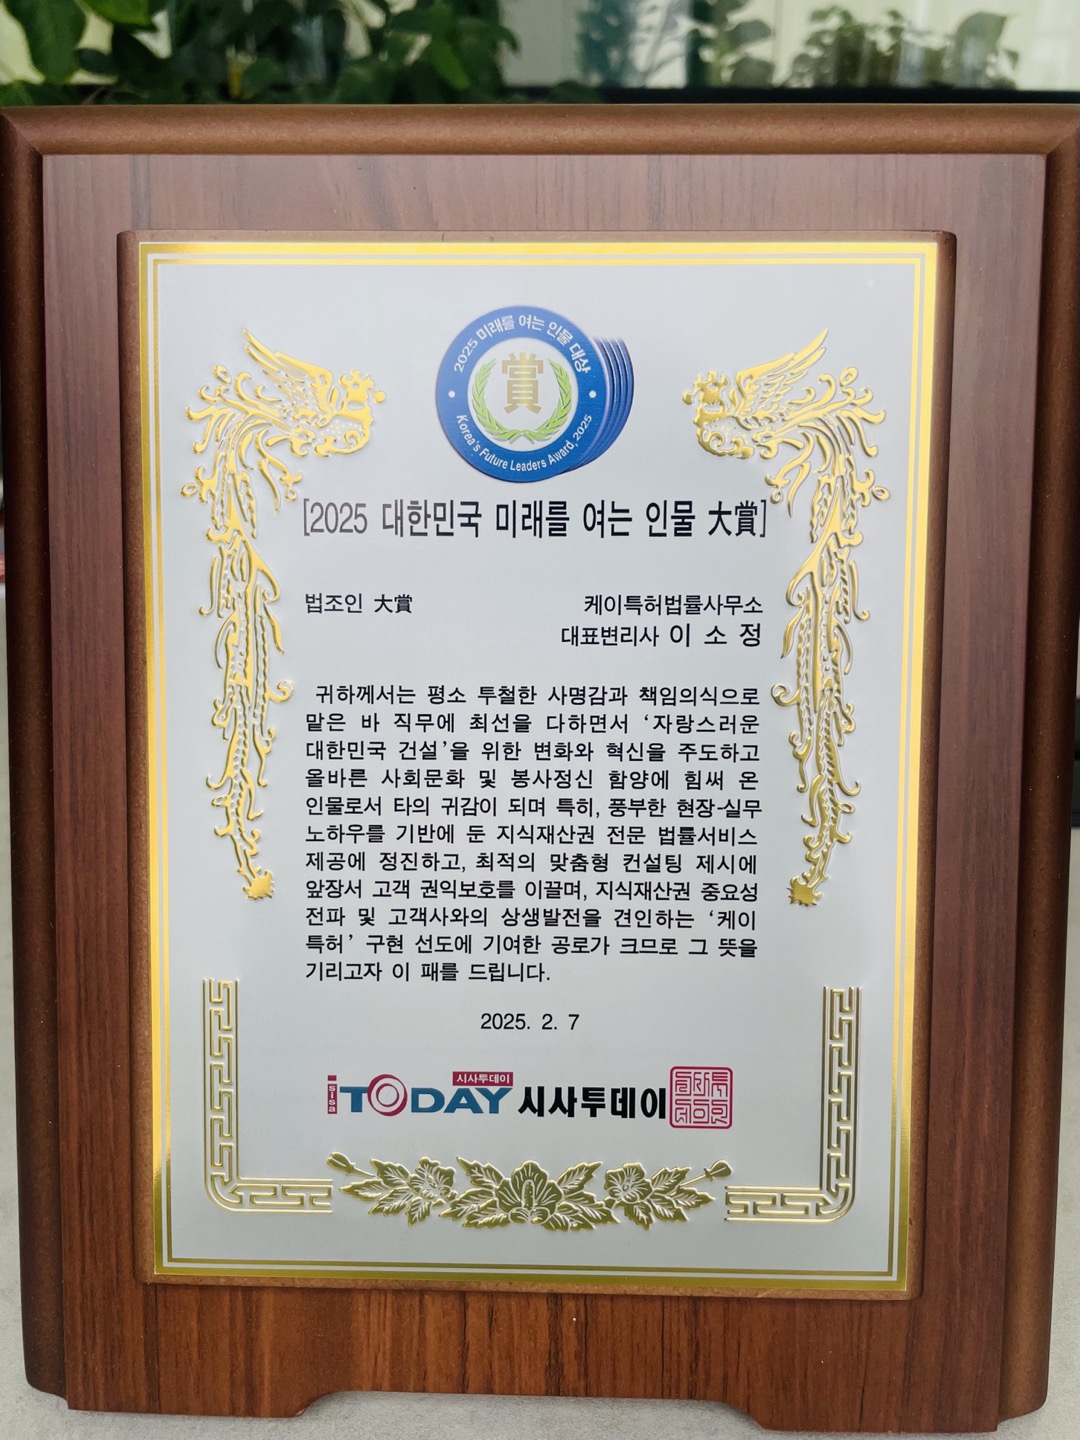 2025 미래를 여는 인물 대상
賞
Korea's Future Leaders Award, 2025
[2025 대한민국 미래를 여는 인물 大賞]
법조인 大賞
케이특허법률사무소
대표변리사 이 소 정
귀하께서는 평소 투철한 사명감과 책임의식으로
맡은 바 직무에 최선을 다하면서 ‘자랑스러운
대한민국 건설’을 위한 변화와 혁신을 주도하고
올바른 사회문화 및 봉사정신 함양에 힘써 온
인물로서 타의 귀감이 되며 특히, 풍부한 현장-실무
노하우를 기반에 둔 지식재산권 전문 법률서비스
제공에 정진하고, 최적의 맞춤형 컨설팅 제시에
앞장서 고객 권익보호를 이끌며, 지식재산권 중요성
전파 및 고객사와의 상생발전을 견인하는 ‘케이
특허’ 구현 선도에 기여한 공로가 크므로 그 뜻을
기리고자 이 패를 드립니다.
2025. 2. 7
sisa iTODAY 시사투데이 시사투데이